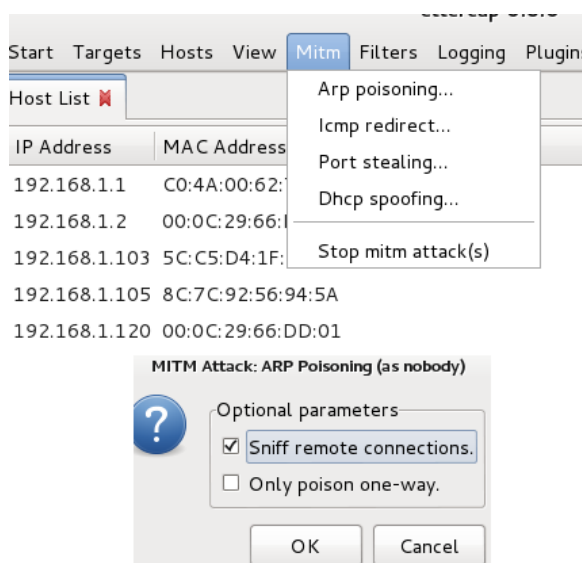 Start Targets Hosts View Mitm Filters Logging
Host List
Arp poisoning...
Icmp redirect...
Port stealing...
Dhcp spoofing...
Stop mitm attack(s)
IP Address MAC Address
192.168.1.1 C0:4A:00:62:
192.168.1.2 00:0C:29:66:
192.168.1.103 5C:C5:D4:1F:
192.168.1.105 8C:7C:92:56:94:5A
192.168.1.120 00:0C:29:66:DD:01
MITM Attack: ARP Poisoning (as nobody)
?
Optional parameters
Sniff remote connections.
Only poison one-way.
OK Cancel